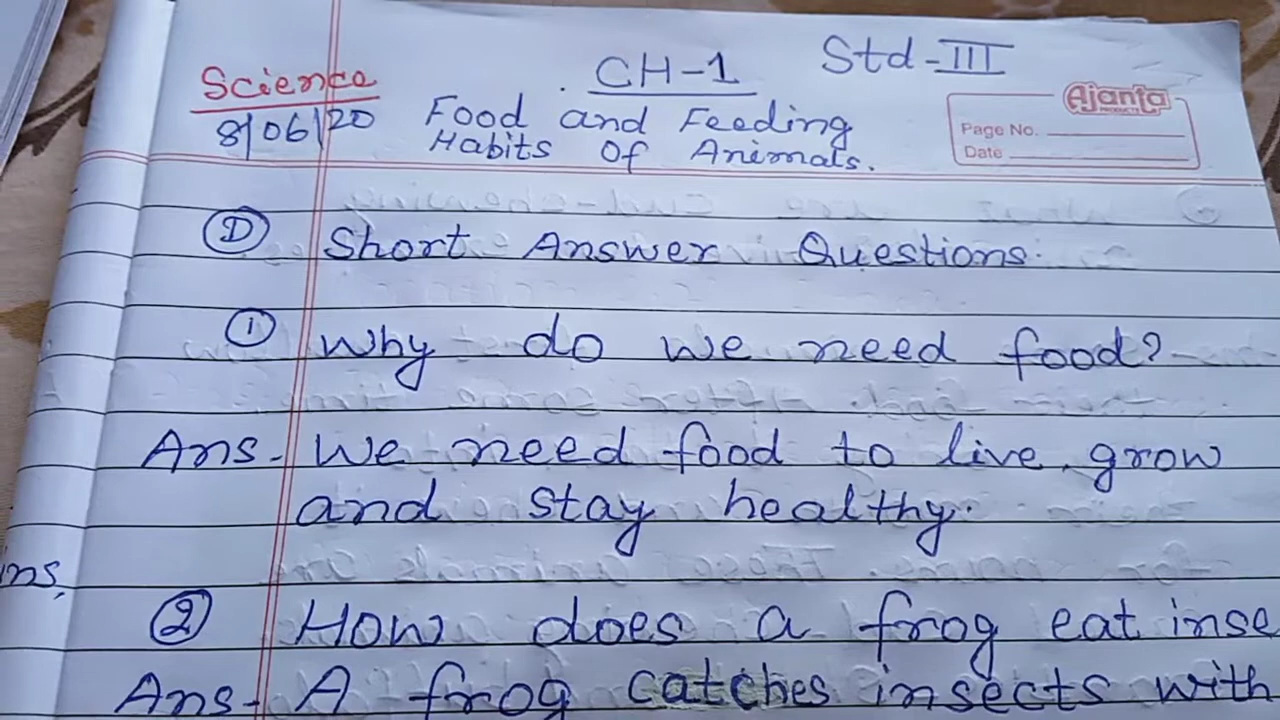 Science
CH-1
Std-III
8/06/20
Food and Feeding
Habits Of Animals.
Ajanta
PRODUCTS
Page No.
Date
D Short Answer Questions.
1 Why do we need food?
Ans- We need food to live, grow
and stay healthy.
ns.
2 How does a frog eat inse
Ans- A frog catches insects with